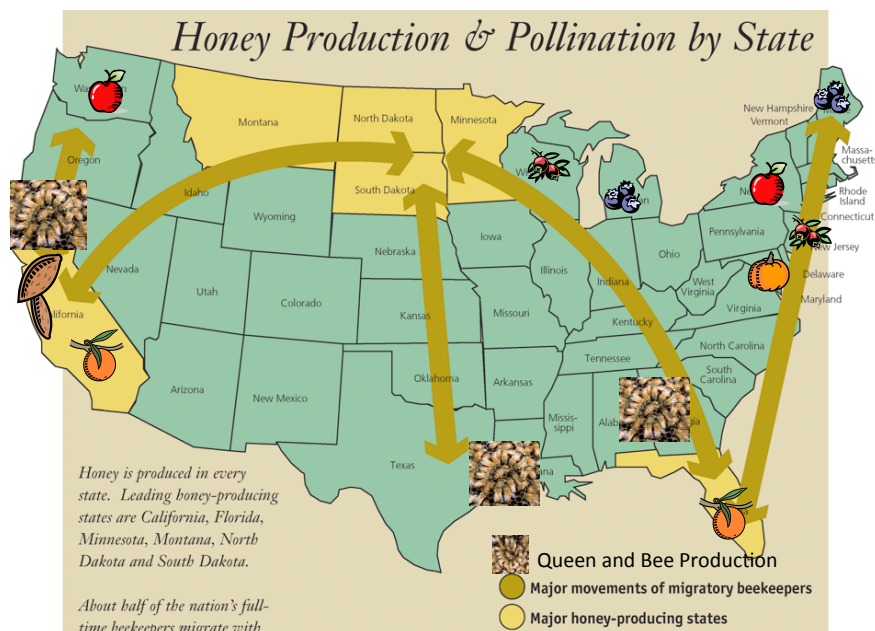 Honey Production & Pollination by State
Montana
North Dakota
Minnesota
New Hampshire
Vermont
Massa-
chusetts
Oregon
Idaho
South Dakota
Rhode
Island
Connecticut
Wyoming
Iowa
Pennsylvania
Ohio
New Jersey
Nevada
Nebraska
Illinois
Indiana
West
Virginia
Delaware
Utah
Colorado
Kansas
Missouri
Virginia
Maryland
Kentucky
North Carolina
Tennessee
South
Carolina
Arizona
New Mexico
Oklahoma
Arkansas
Missis-
sippi
Texas
Honey is produced in every
state. Leading honey-producing
states are California, Florida,
Minnesota, Montana, North
Dakota and South Dakota.
About half of the nation's full-
time beekeepers migrate with
Queen and Bee Production
Major movements of migratory beekeepers
Major honey-producing states